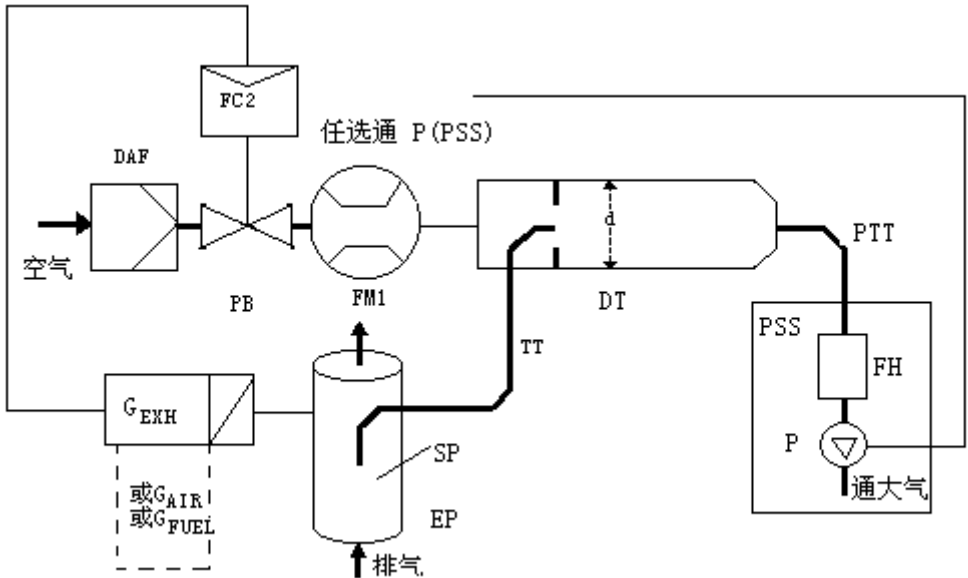 FC2
任选通 P(PSS)
DAF
空气
PB
FM1
d
DT
PTT
PSS
FH
P
通大气
TT
G_EXH
或G_AIR
或G_FUEL
SP
EP
排气